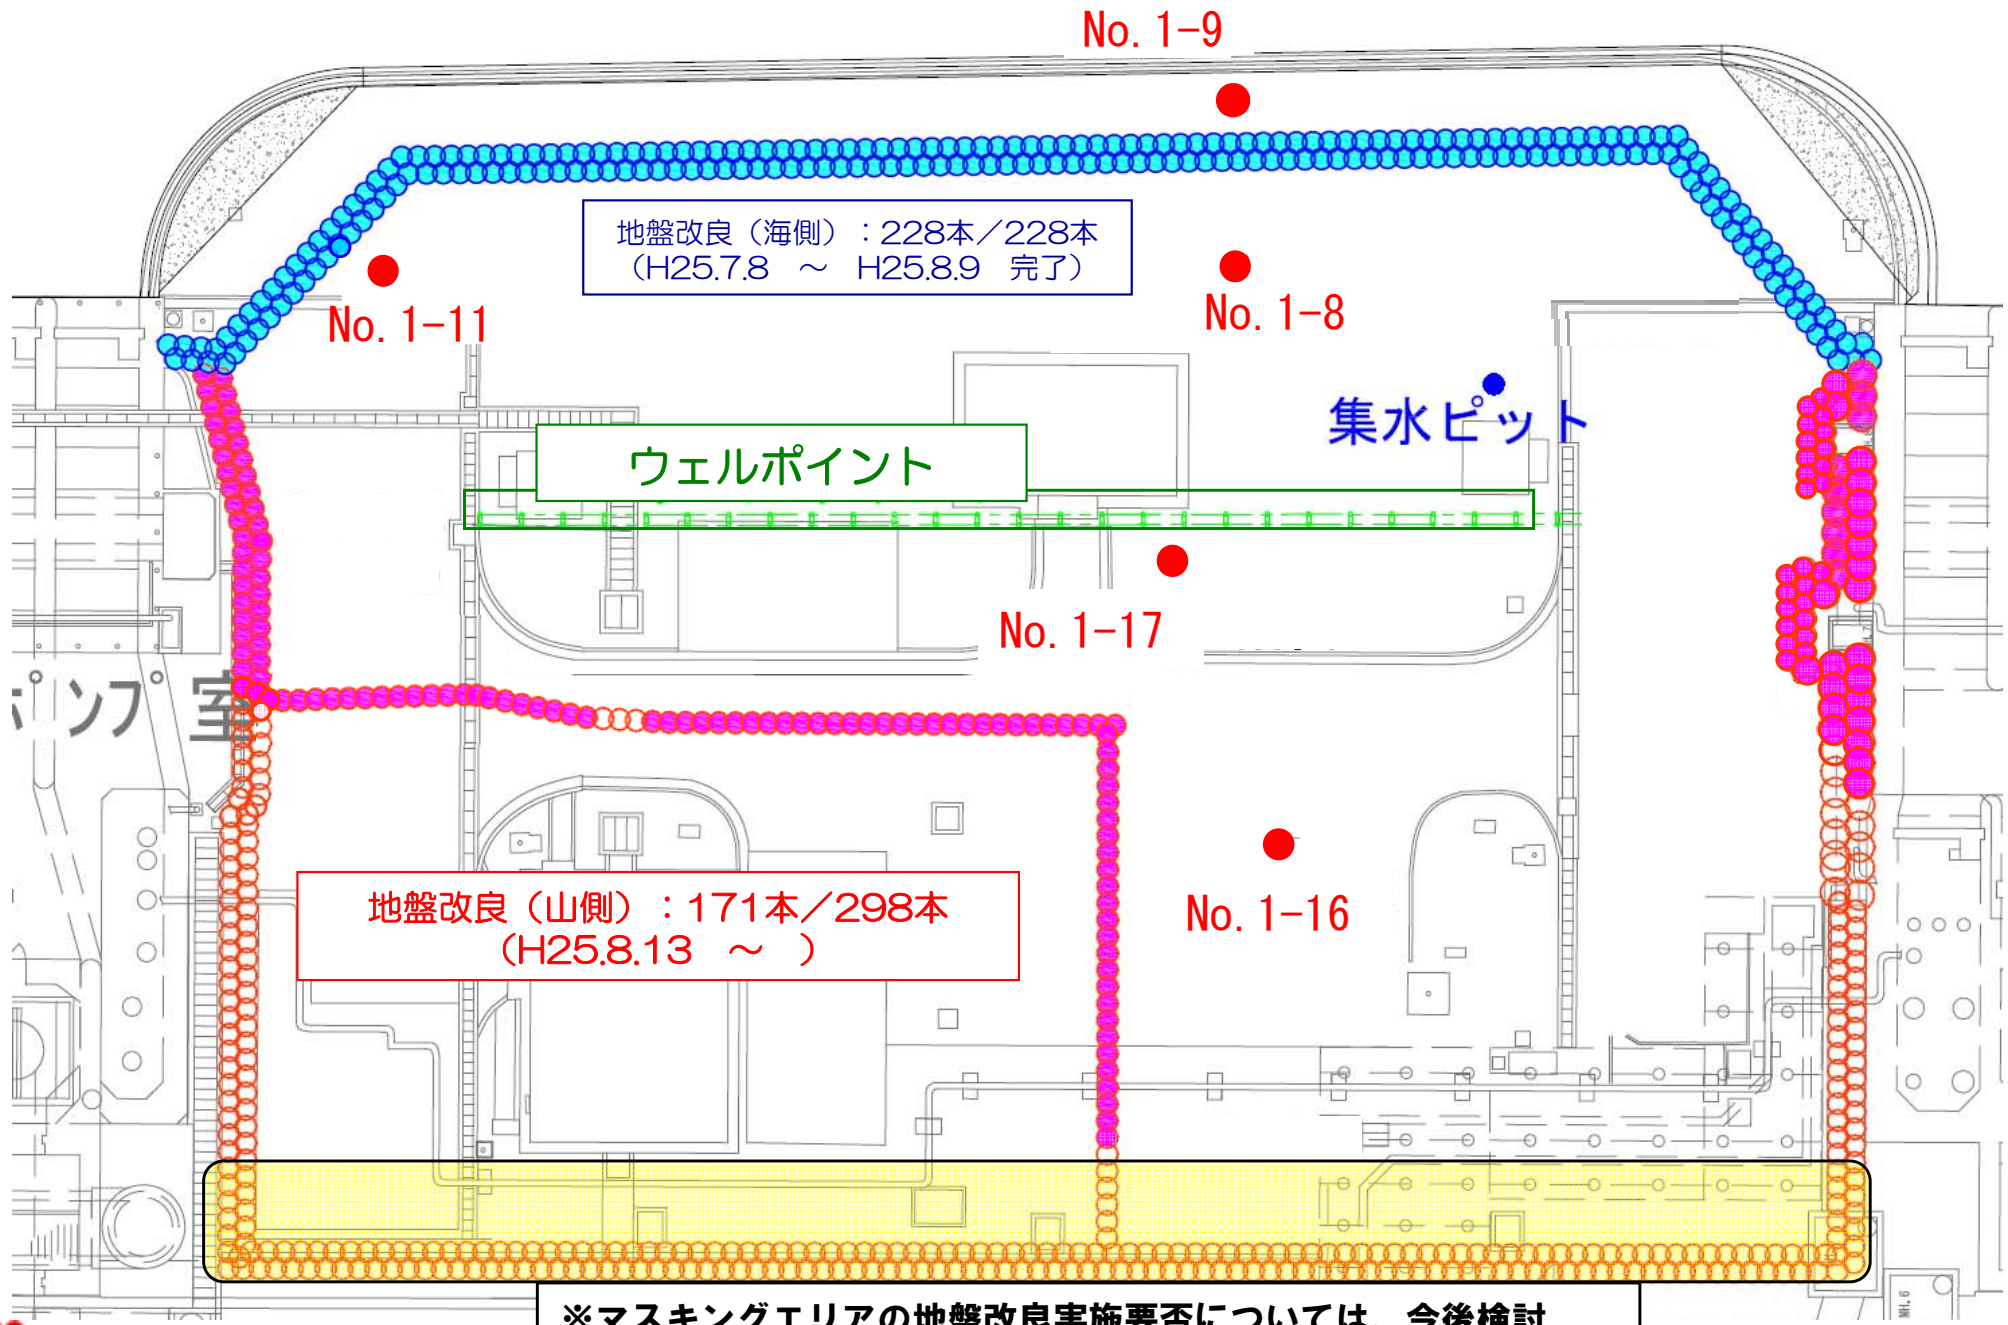 No. 1-9
地盤改良（海側）：228本／228本
（H25.7.8　～　H25.8.9　完了）
No. 1-11
No. 1-8
集水ピット
ウェルポイント
No. 1-17
ポンプ室
地盤改良（山側）：171本／298本
（H25.8.13　～　）
No. 1-16
※マスキングエリアの地盤改良実施要否については、今後検討
MH.6